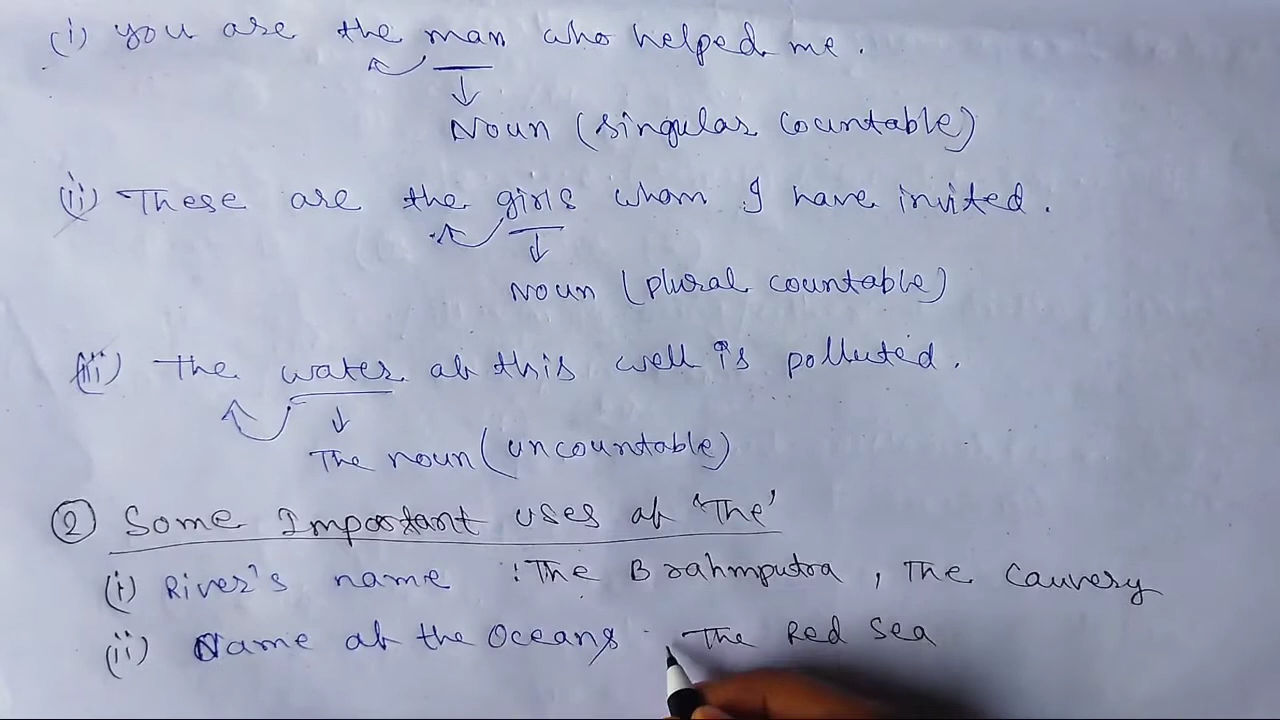 (i) you are the man who helped me.
Noun (singular countable)
(ii) These are the girls whom I have invited.
Noun (plural countable)
(iii) The water of this well is polluted.
The noun (uncountable)
② Some Important uses of 'The'
(i) River's name : The Brahmputra, The Cauvery
(ii) Name of the Oceans : The Red Sea